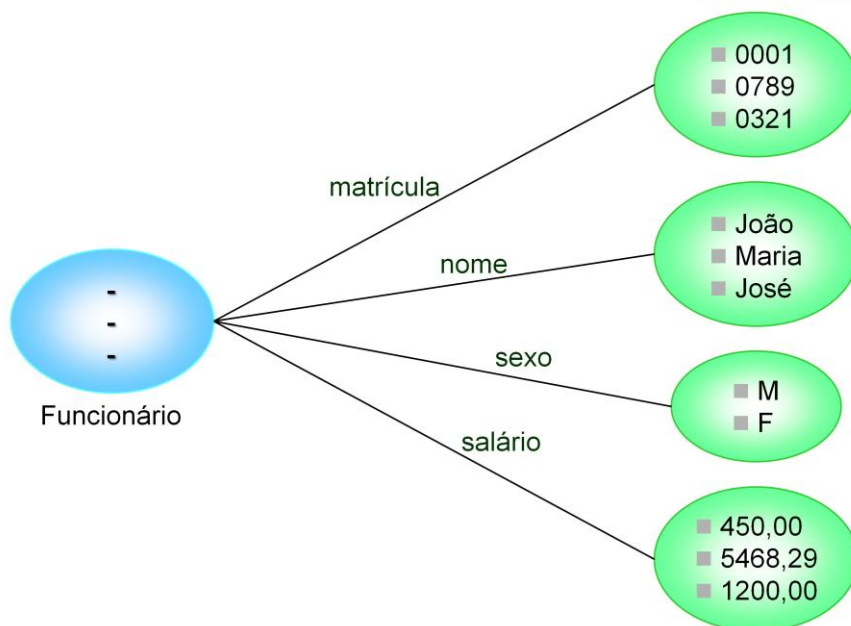 0001
0789
0321
matrícula
João
Maria
José
nome
-
-
-
Funcionário
sexo
M
F
salário
450,00
5468,29
1200,00